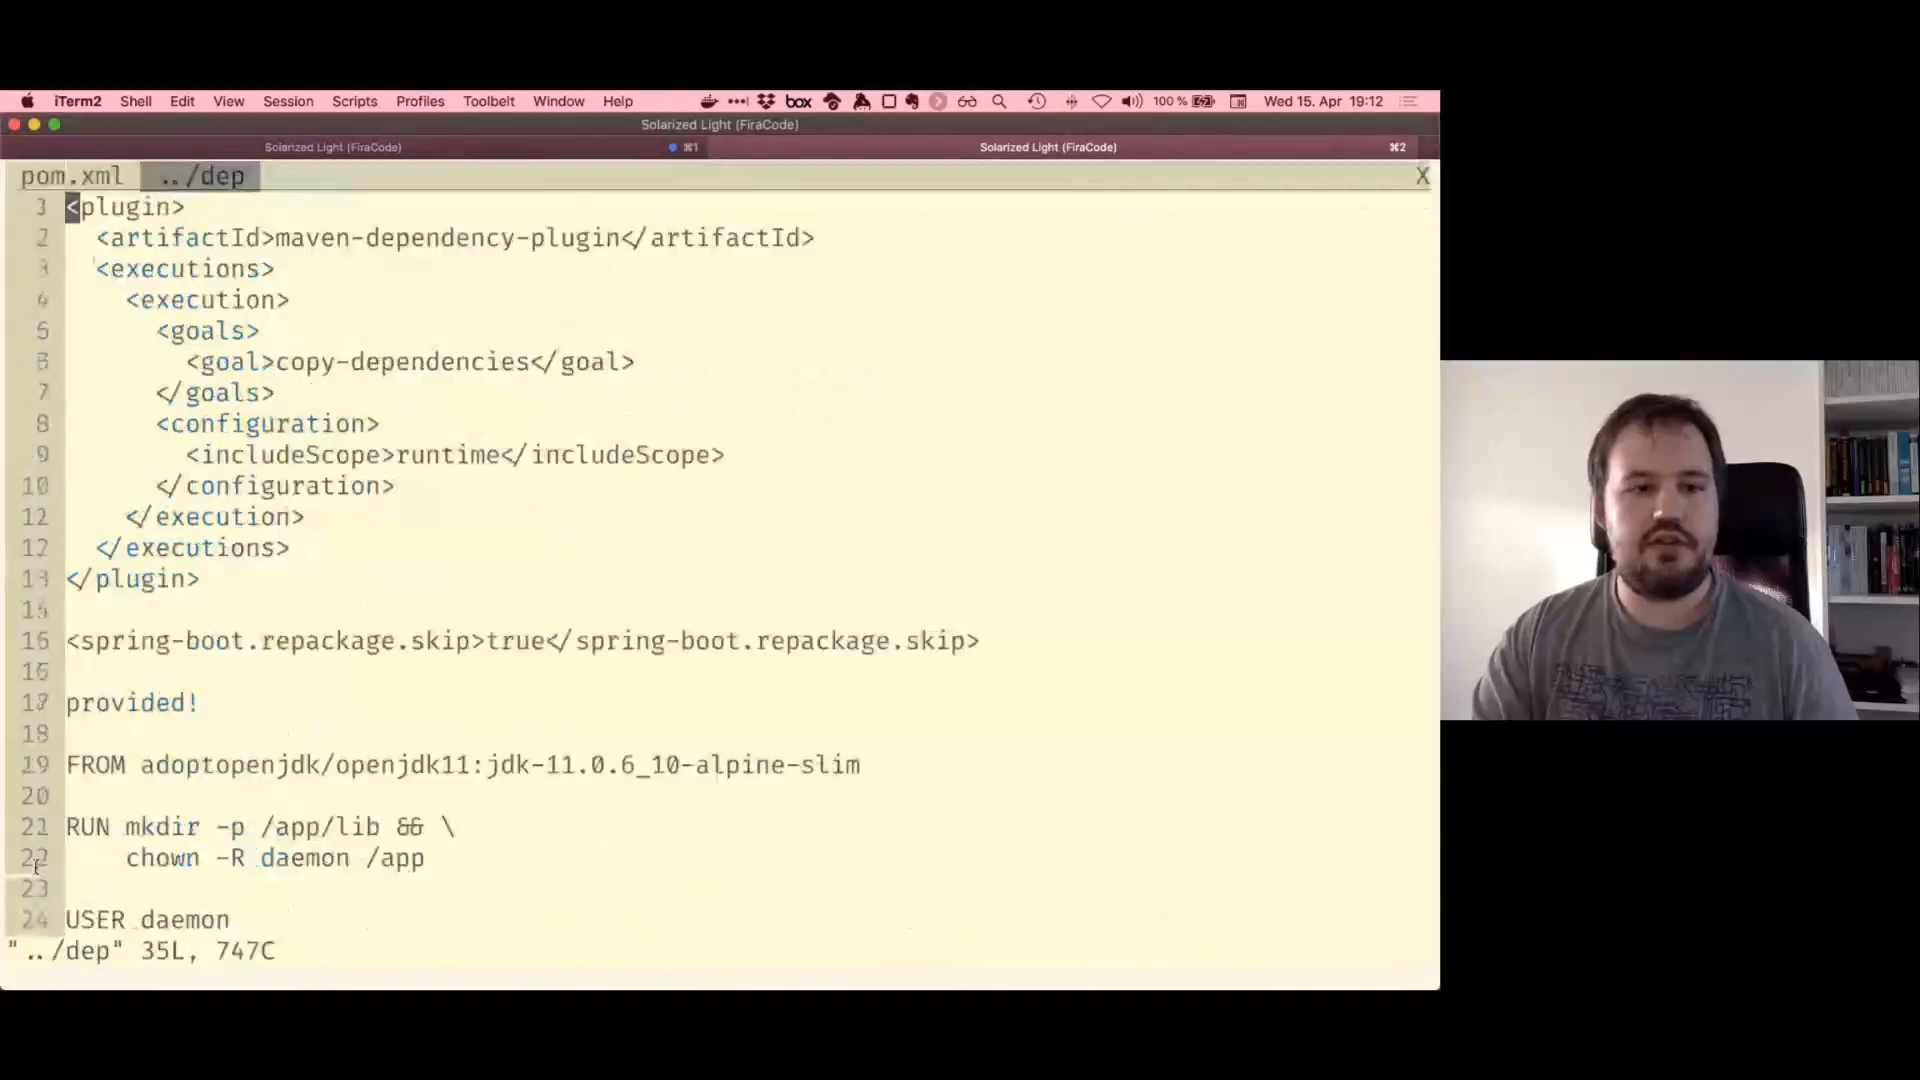 iTerm2 Shell Edit View Session Scripts Profiles Toolbelt Window Help box 100 % Wed 15. Apr 19:12
Solarized Light (FiraCode)
Solarized Light (FiraCode) ⌘1 Solarized Light (FiraCode) ⌘2
pom.xml ../dep X
3 <plugin>
2 <artifactId>maven-dependency-plugin</artifactId>
3 <executions>
4 <execution>
5 <goals>
6 <goal>copy-dependencies</goal>
7 </goals>
8 <configuration>
9 <includeScope>runtime</includeScope>
10 </configuration>
12 </execution>
12 </executions>
13 </plugin>
<spring-boot.repackage.skip>true</spring-boot.repackage.skip>
provided!
18
19 FROM adoptopenjdk/openjdk11:jdk-11.0.6_10-alpine-slim
20
21 RUN mkdir -p /app/lib && \
22 chown -R daemon /app
23
24 USER daemon
"../dep" 35L, 747C